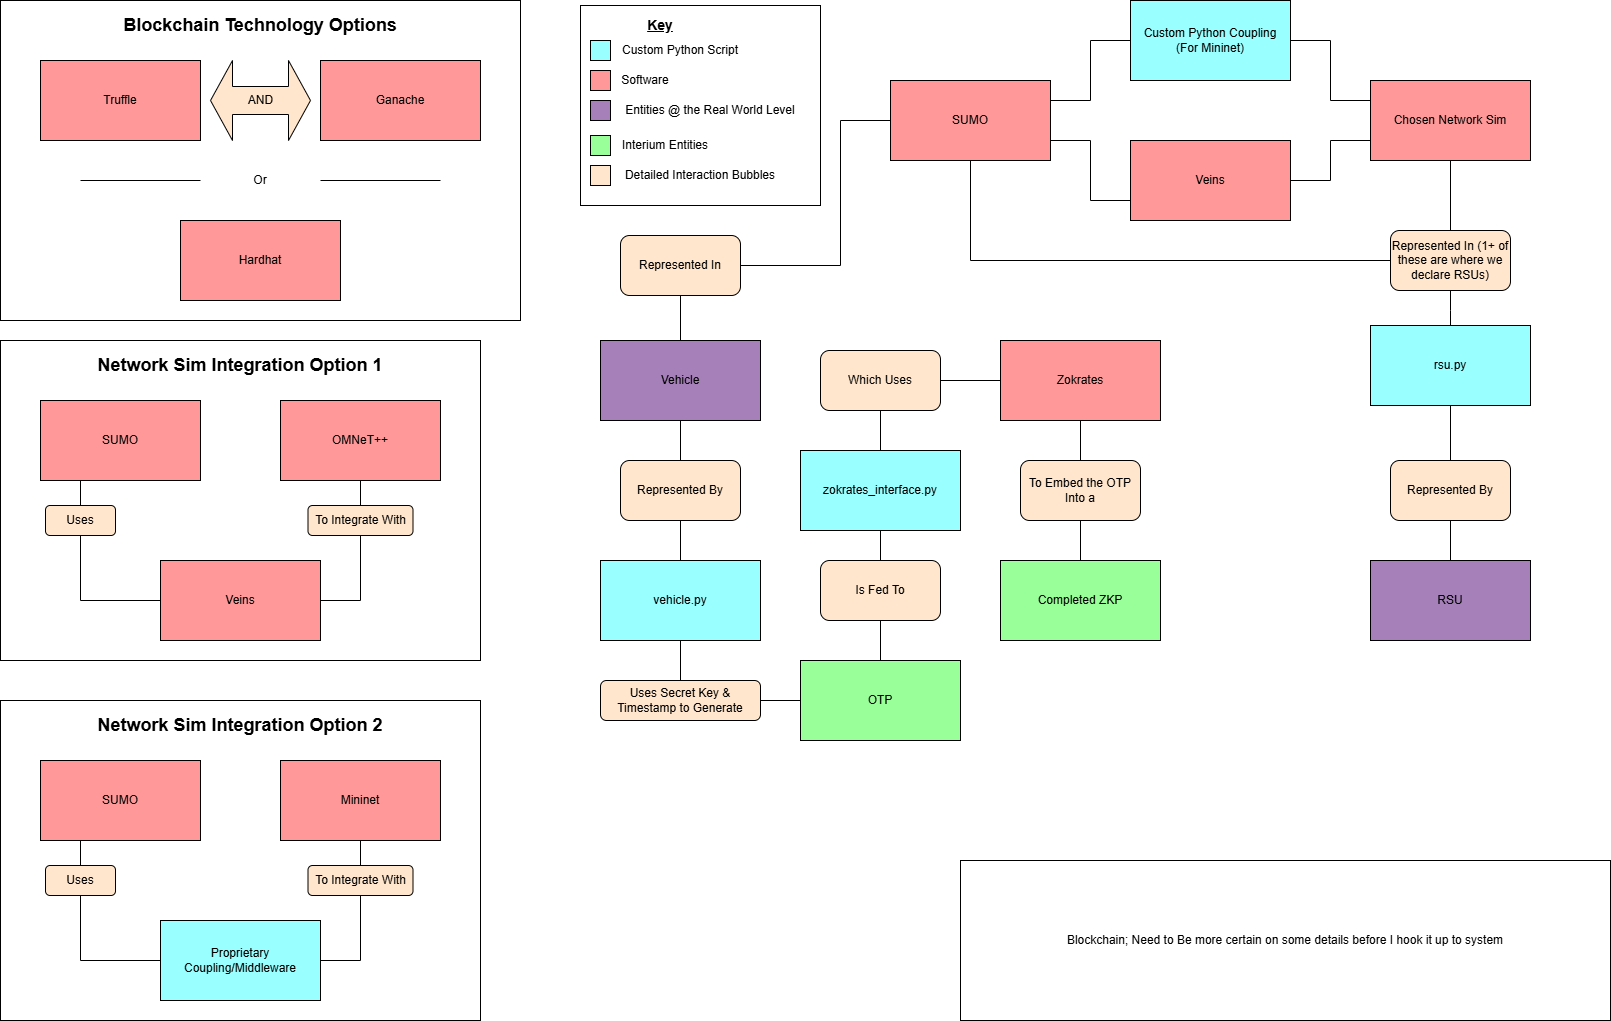 Blockchain Technology Options
Truffle
AND
Ganache
Or
Hardhat
Network Sim Integration Option 1
SUMO
OMNeT++
Uses
To Integrate With
Veins
Network Sim Integration Option 2
SUMO
Mininet
Uses
To Integrate With
Proprietary
Coupling/Middleware
Key
Custom Python Script
Software
Entities @ the Real World Level
Interium Entities
Detailed Interaction Bubbles
Custom Python Coupling
(For Mininet)
SUMO
Chosen Network Sim
Veins
Represented In
Represented In (1+ of
these are where we
declare RSUs)
Vehicle
Which Uses
Zokrates
rsu.py
Represented By
zokrates_interface.py
To Embed the OTP
Into a
Represented By
vehicle.py
Is Fed To
Completed ZKP
RSU
Uses Secret Key &
Timestamp to Generate
OTP
Blockchain; Need to Be more certain on some details before I hook it up to system